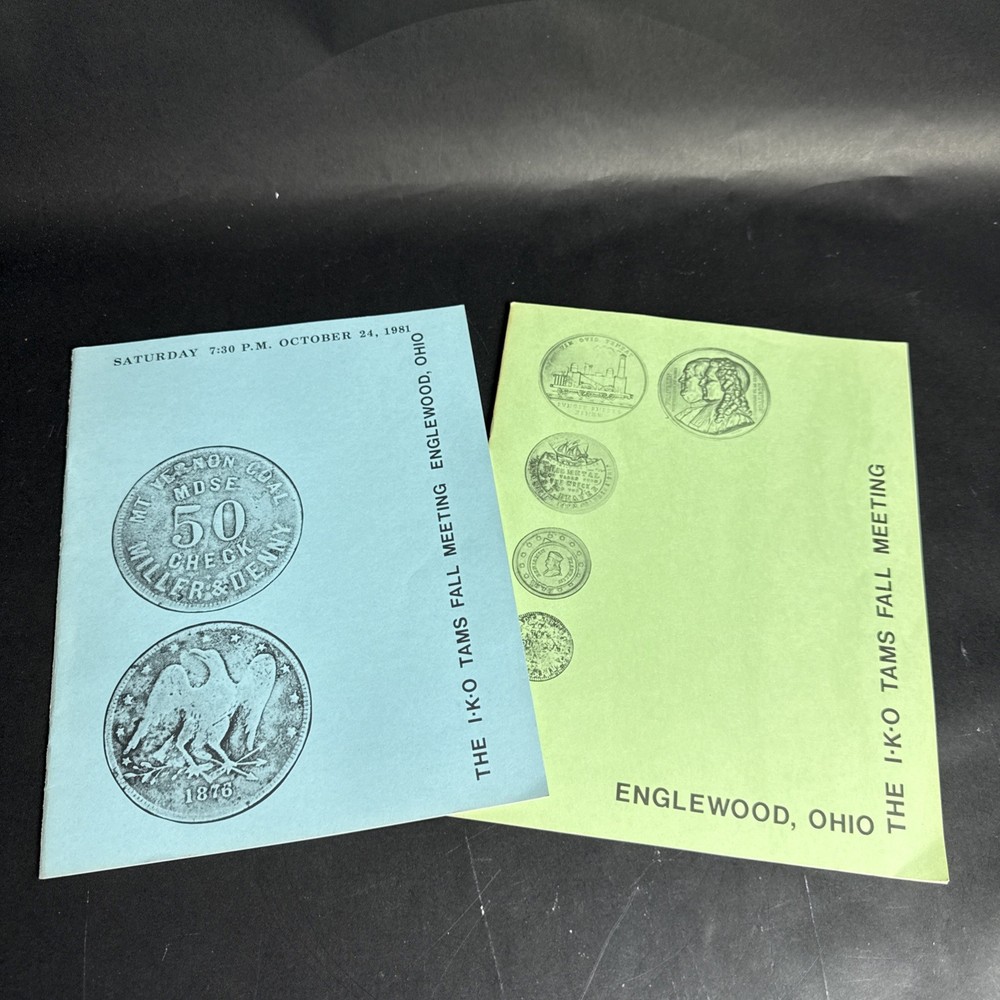 SATURDAY 7:30 P.M. OCTOBER 24, 1981
MT VERNON COAL
MDSE
50
CHECK
MILLER & DENNY
1876
THE I·K·O TAMS FALL MEETING ENGLEWOOD, OHIO
ENGLEWOOD, OHIO
THE I·K·O TAMS FALL MEETING